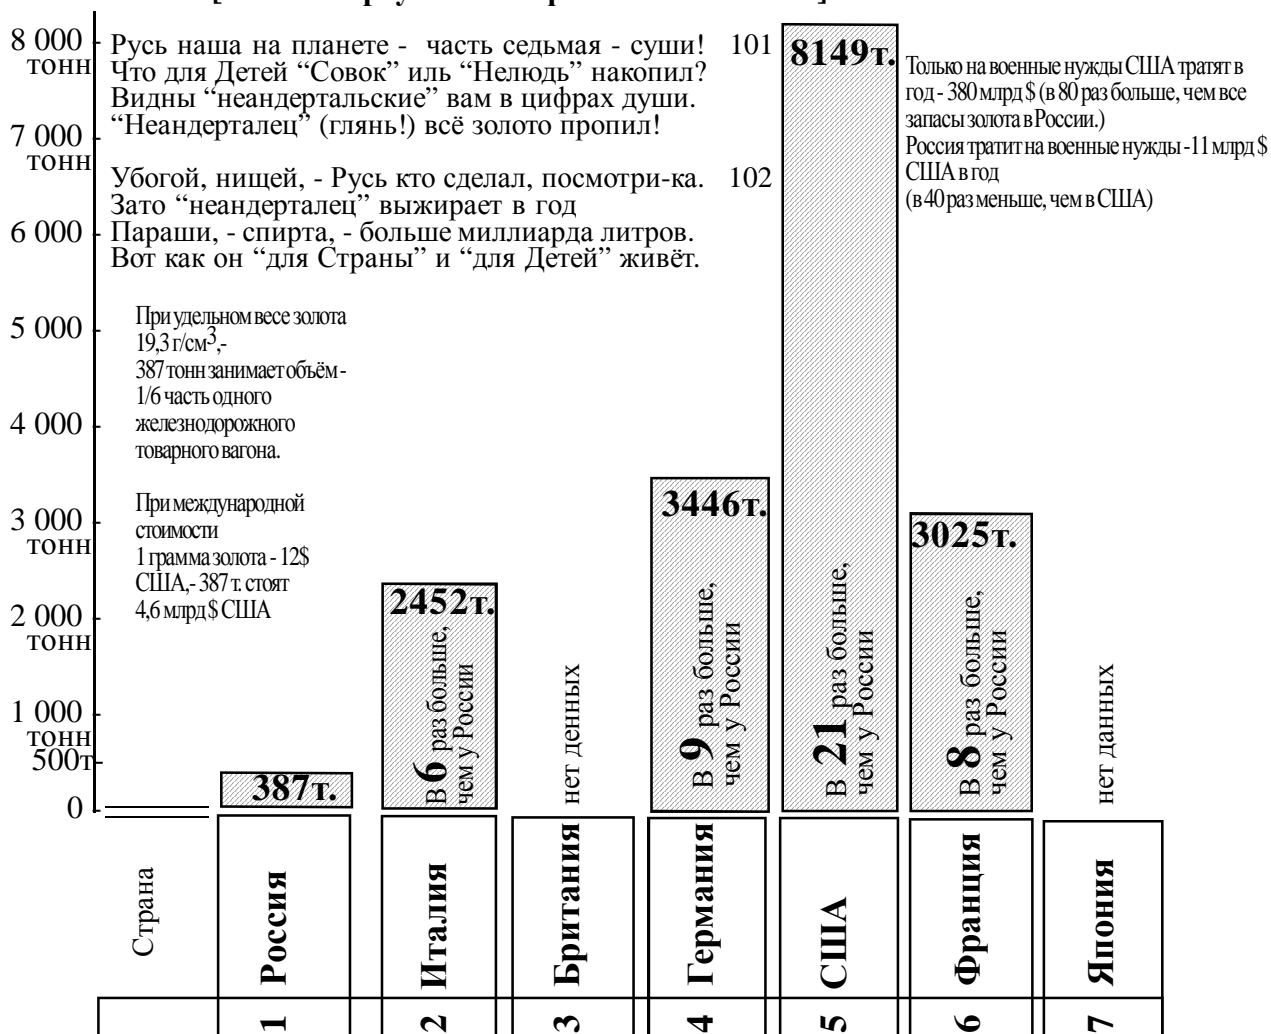 8 000
тонн
7 000
тонн
6 000
5 000
4 000
3 000
тонн
2 000
тонн
1 000
тонн
500т
0
Русь наша на планете - часть седьмая - суши! 101
Что для Детей “Совок” иль “Нелюдь” накопил?
Видны “неандертальские” вам в цифрах души.
“Неандерталец” (глянь!) всё золото пропил!
Убогой, нищей, - Русь кто сделал, посмотри-ка. 102
Зато “неандерталец” выжирает в год
Параши, - спирта, - больше миллиарда литров.
Вот как он “для Страны” и “для Детей” живёт.
Только на военные нужды США тратят в
год - 380 млрд $ (в 80 раз больше, чем все
запасы золота в России.)
Россия тратит на военные нужды -11 млрд $
США в год
(в 40 раз меньше, чем в США)
При удельном весе золота
19,3 г/см³,-
387 тонн занимает объём -
1/6 часть одного
железнодорожного
товарного вагона.
При международной
стоимости
1 грамма золота - 12$
США,- 387 т. стоят
4,6 млрд $ США
387т.
2452т.
В 6 раз больше,
чем у России
нет денных
3446т.
В 9 раз больше,
чем у России
8149т.
В 21 раз больше,
чем у России
3025т.
В 8 раз больше,
чем у России
нет данных
Страна
Россия
Италия
Британия
Германия
США
Франция
Япония
1
2
3
4
5
6
7